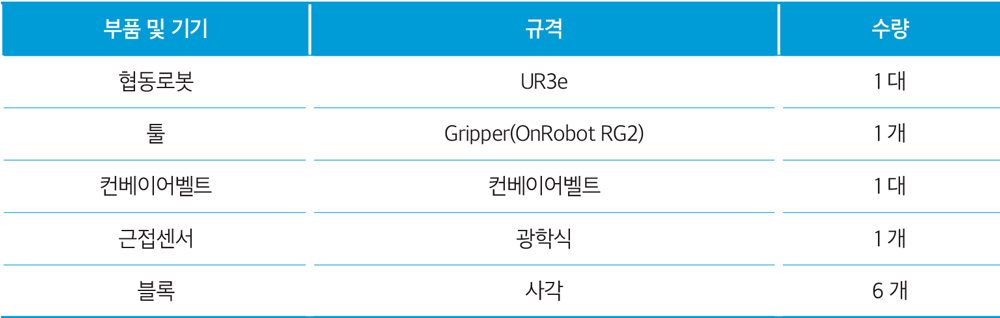 부품 및 기기 규격 수량
협동로봇 UR3e 1대
툴 Gripper(OnRobot RG2) 1개
컨베이어벨트 컨베이어벨트 1대
근접센서 광학식 1개
블록 사각 6 개